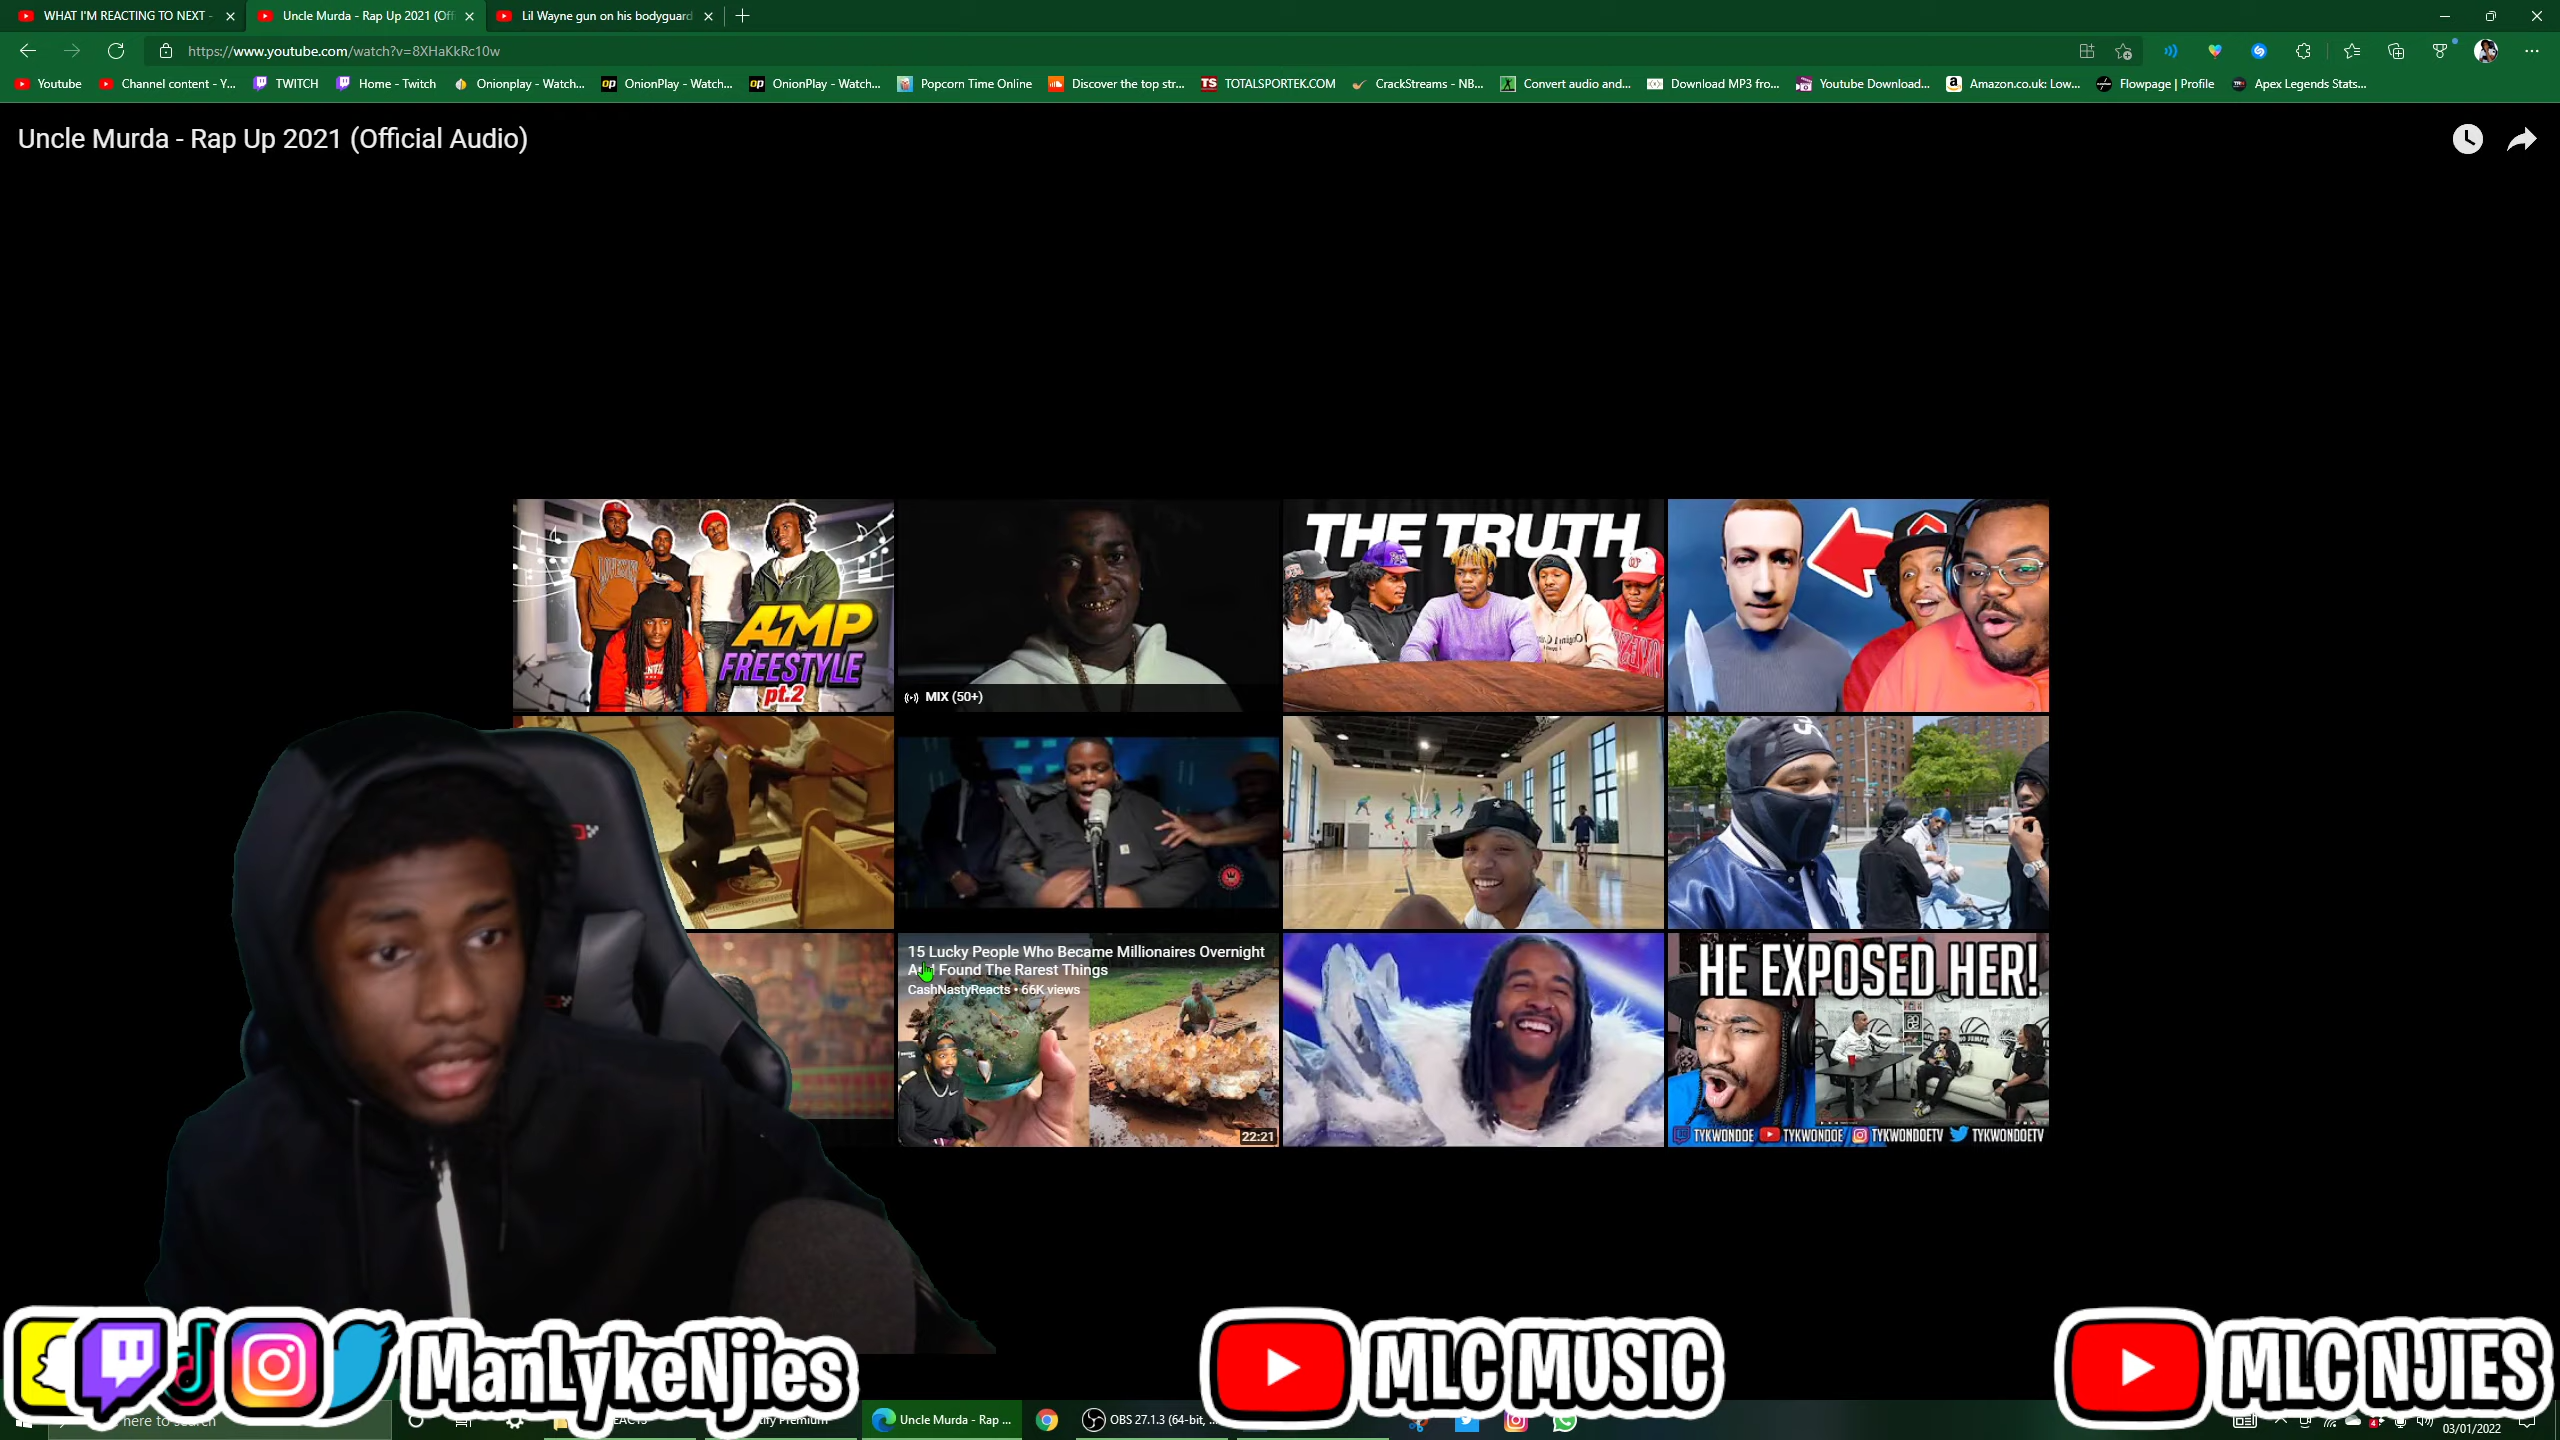 WHAT I'M REACTING TO NEXT -
Uncle Murda - Rap Up 2021 (Offi
Lil Wayne gun on his bodyguard
https://www.youtube.com/watch?v=8XHaKkRc10w
Youtube
Channel content - Y...
TWITCH
Home - Twitch
Onionplay - Watch...
OnionPlay - Watch...
OnionPlay - Watch...
Popcorn Time Online
Discover the top str...
TOTALSPORTEK.COM
CrackStreams - NB...
Convert audio and...
Download MP3 fro...
Youtube Download...
Amazon.co.uk: Low...
Flowpage | Profile
Apex Legends Stats...
Uncle Murda - Rap Up 2021 (Official Audio)
AMP
FREESTYLE
pt.2
MIX (50+)
THE TRUTH
15 Lucky People Who Became Millionaires Overnight
And Found The Rarest Things
CashNastyReacts • 66K views
22:21
HE EXPOSED HER!
TYKWONDOE TYKWONDOE TYKWONDOETV TYKWONDOETV
ManLykeNjies
MLC MUSIC
MLC NJIES
here to search
Premium
Uncle Murda - Rap ...
OBS 27.1.3 (64-bit, ...
03/01/2022